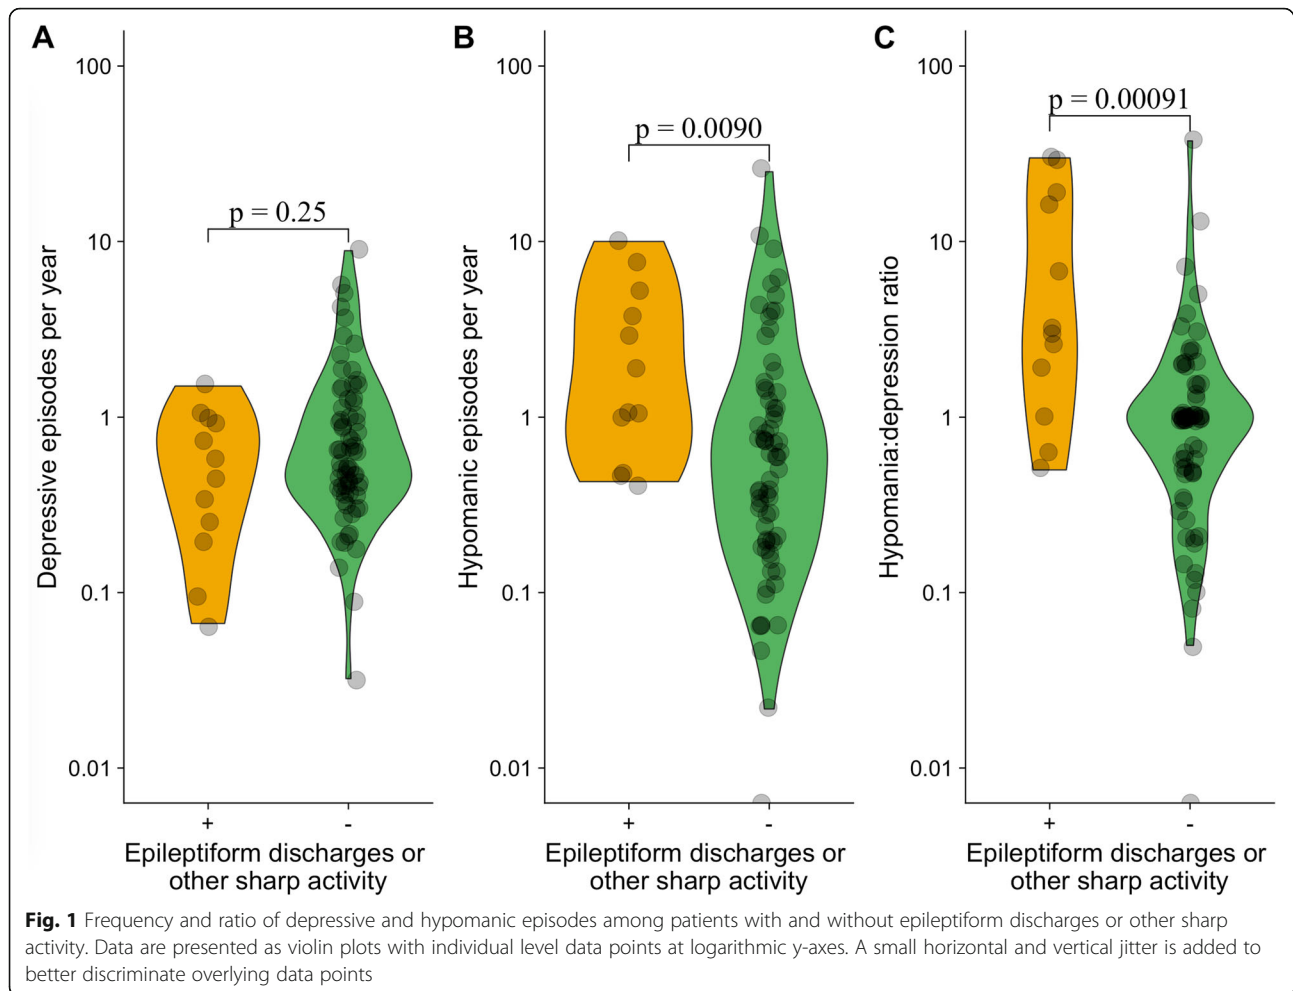 A
B
C
100
10
1
0.1
0.01
Depressive episodes per year
p = 0.25
+
-
Epileptiform discharges or
other sharp activity
100
10
1
0.1
0.01
Hypomanic episodes per year
p = 0.0090
+
-
Epileptiform discharges or
other sharp activity
100
10
1
0.1
0.01
Hypomania:depression ratio
p = 0.00091
+
-
Epileptiform discharges or
other sharp activity
Fig. 1 Frequency and ratio of depressive and hypomanic episodes among patients with and without epileptiform discharges or other sharp
activity. Data are presented as violin plots with individual level data points at logarithmic y-axes. A small horizontal and vertical jitter is added to
better discriminate overlying data points